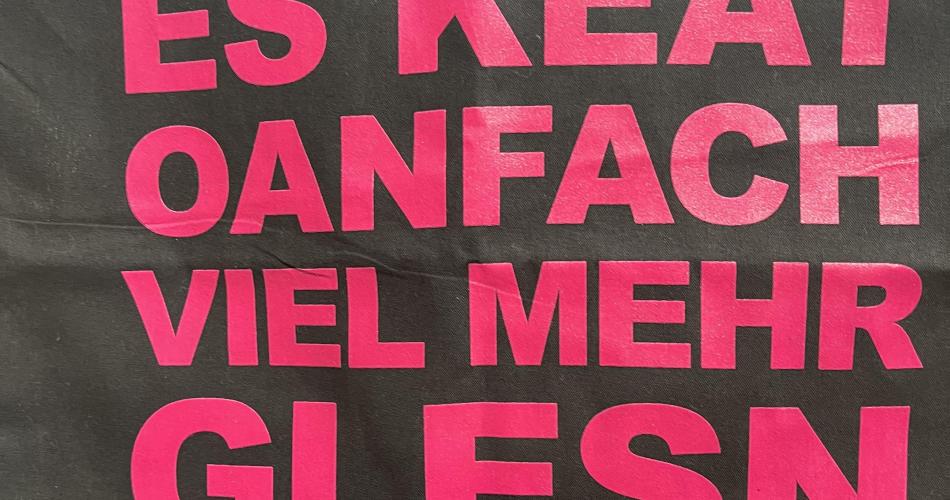 ES KEAT
OANFACH
VIEL MEHR
GLESN